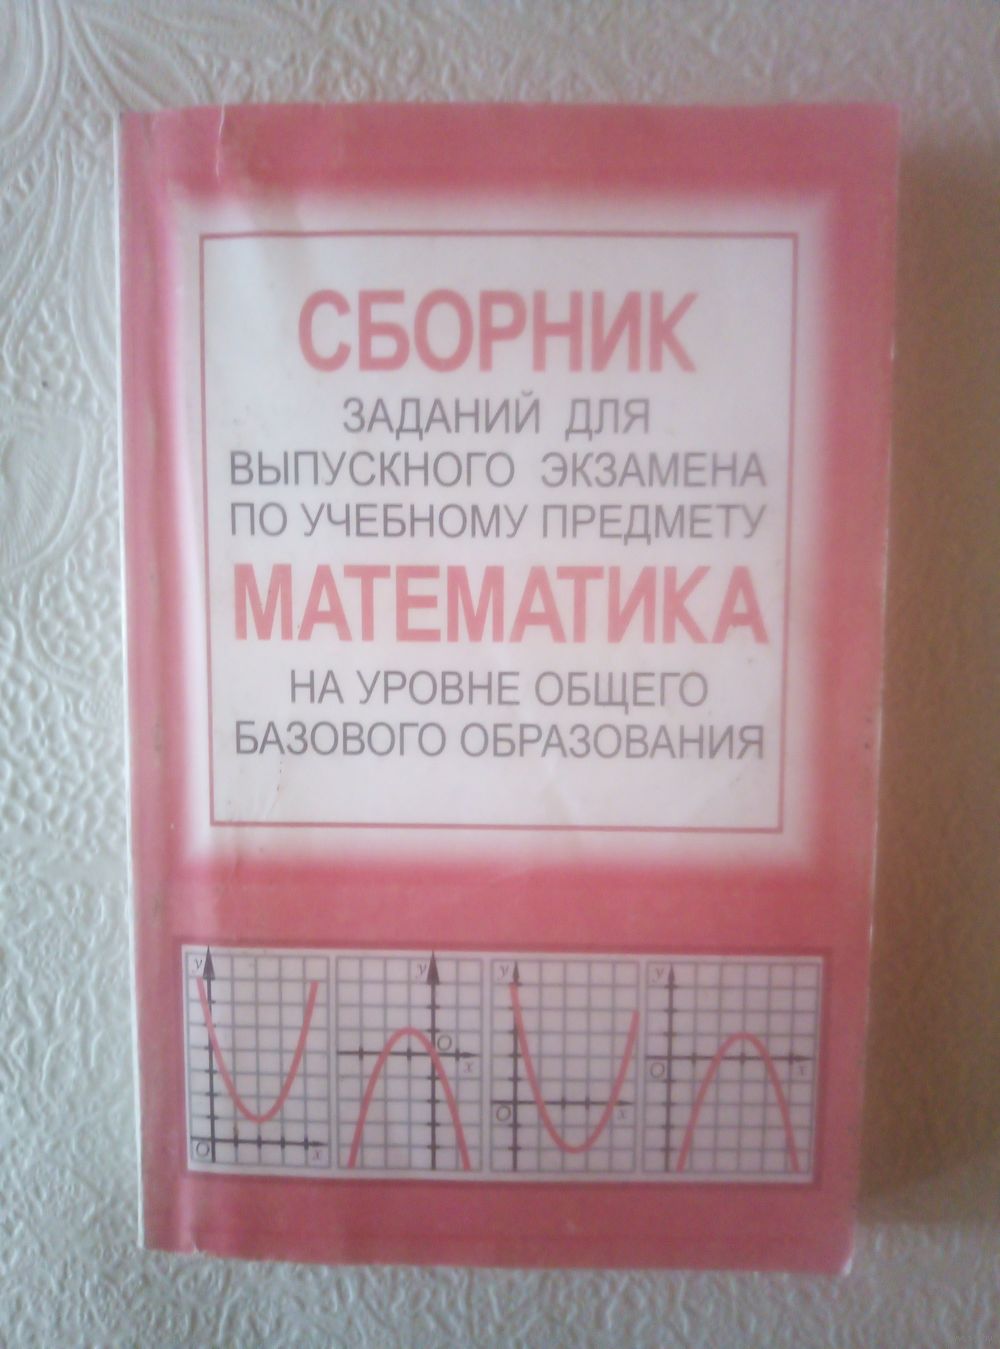 СБОРНИК
ЗАДАНИЙ ДЛЯ
ВЫПУСКНОГО ЭКЗАМЕНА
ПО УЧЕБНОМУ ПРЕДМЕТУ
МАТЕМАТИКА
НА УРОВНЕ ОБЩЕГО
БАЗОВОГО ОБРАЗОВАНИЯ
y y y y
O O O O
x x x x